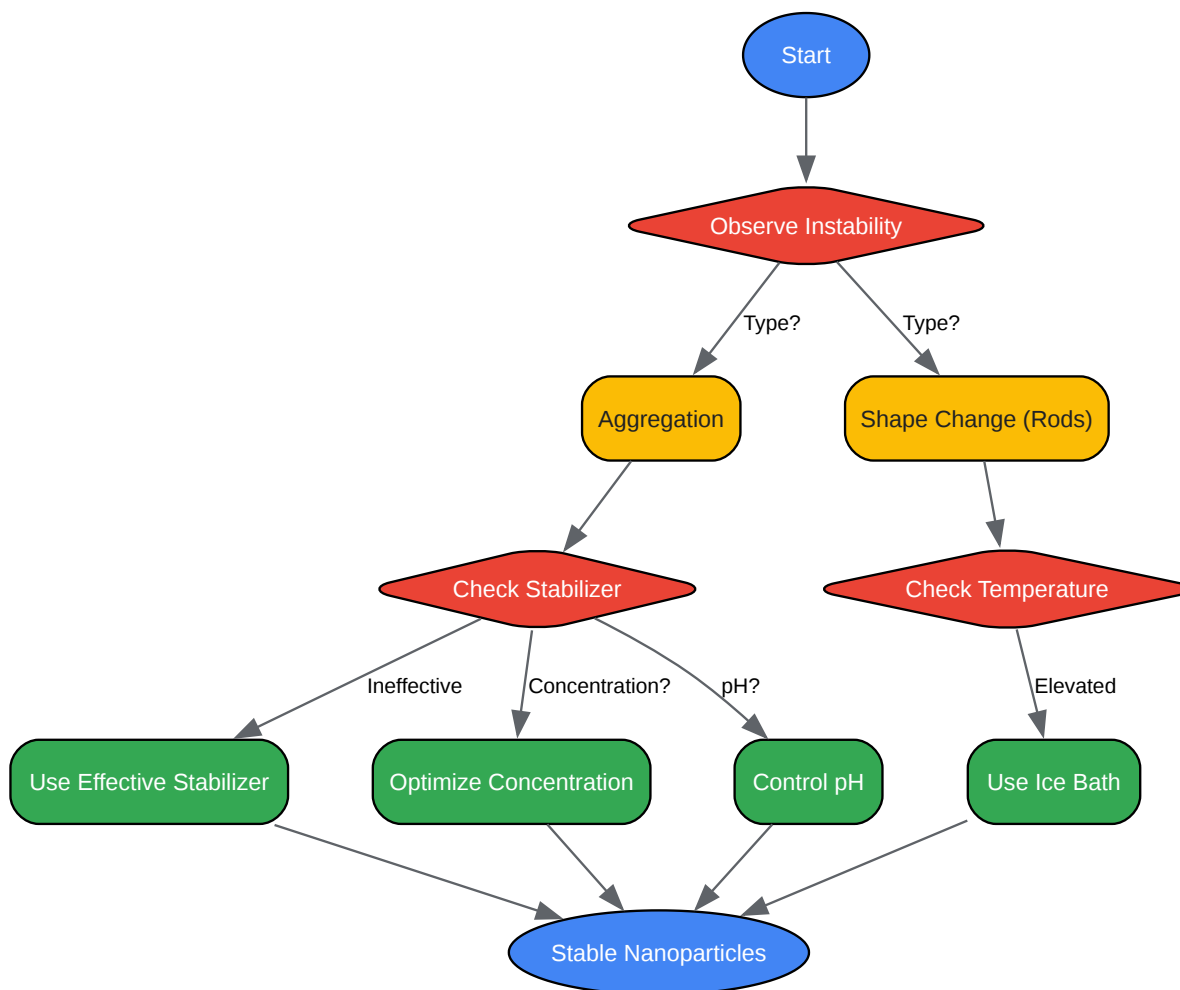 Start
Observe Instability
Type?
Type?
Aggregation
Shape Change (Rods)
Check Stabilizer
Check Temperature
Ineffective
Concentration?
pH?
Elevated
Use Effective Stabilizer
Optimize Concentration
Control pH
Use Ice Bath
Stable Nanoparticles